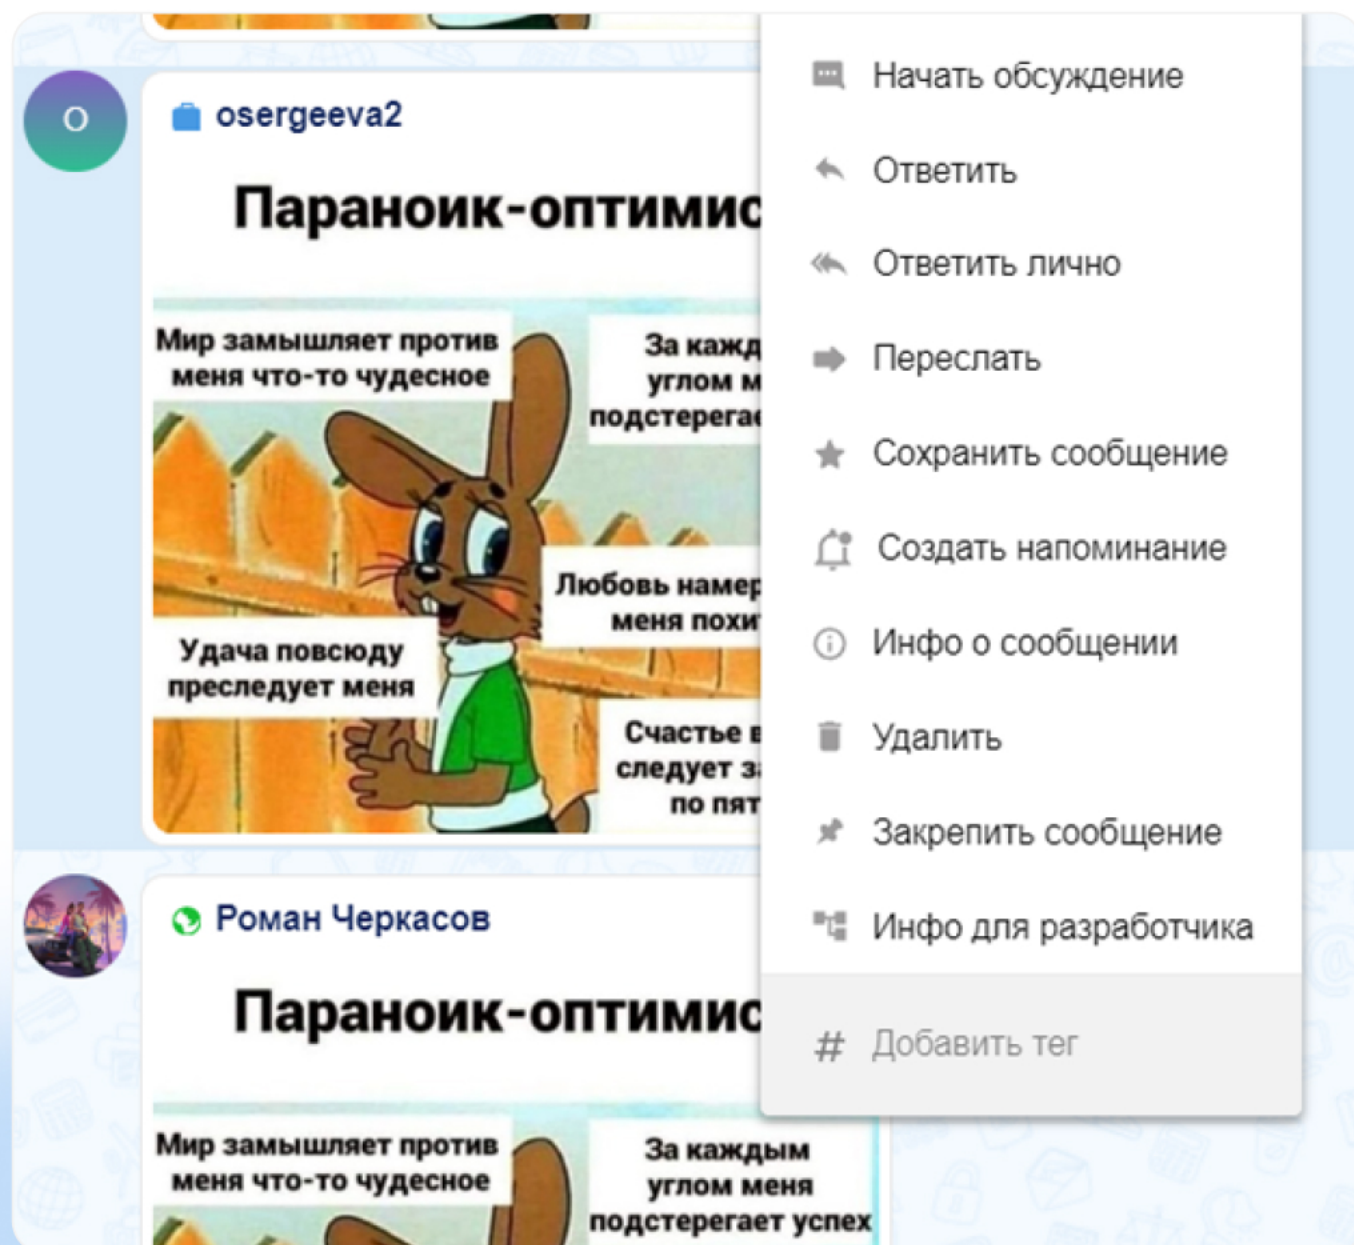 О
osergeeva2
Параноик-оптимис
Мир замышляет против
меня что-то чудесное
За кажд
углом м
подстерегае
Любовь намер
меня похи
Удача повсюду
преследует меня
Счастье в
следует за
по пят
Начать обсуждение
Ответить
Ответить лично
Переслать
Сохранить сообщение
Создать напоминание
Инфо о сообщении
Удалить
Закрепить сообщение
Инфо для разработчика
# Добавить тег
Роман Черкасов
Параноик-оптимис
Мир замышляет против
меня что-то чудесное
За каждым
углом меня
подстерегает успех